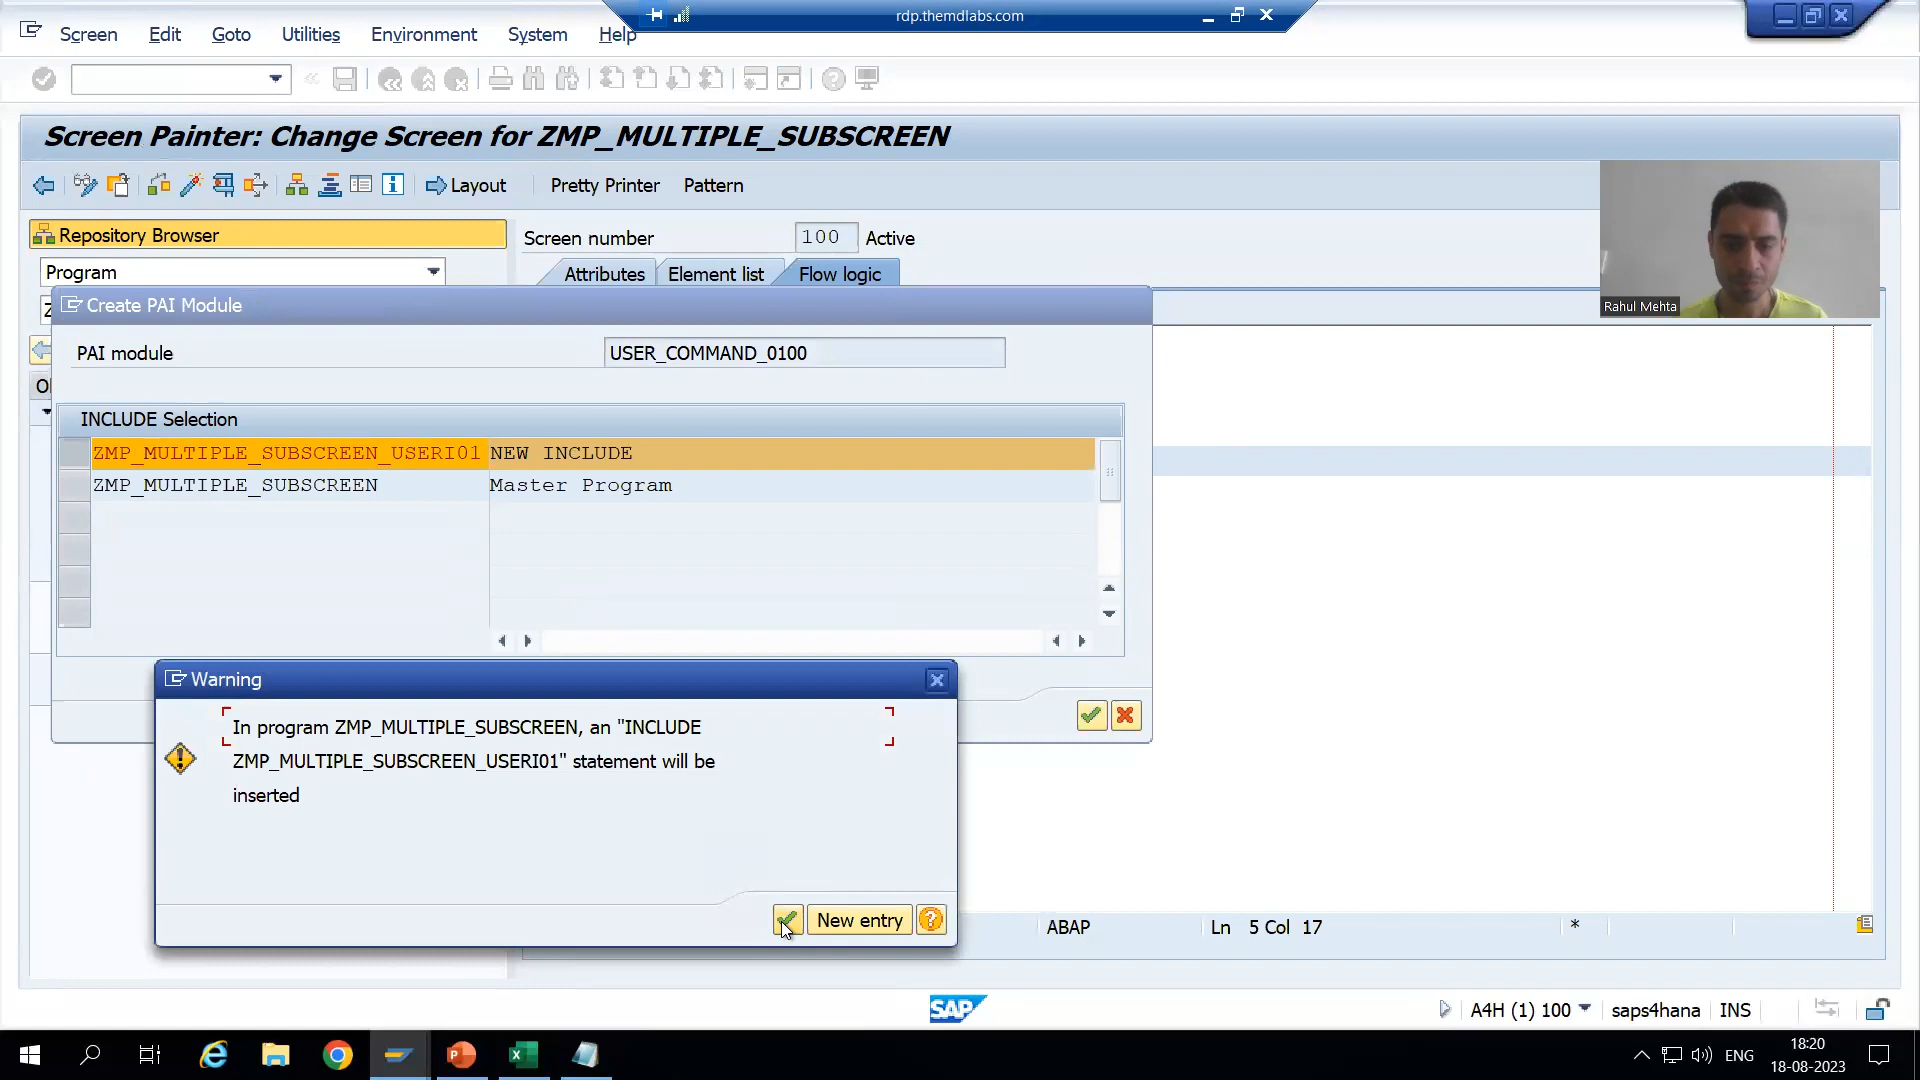 rdp.themdlabs.com
Screen Edit Goto Utilities Environment System Help
Screen Painter: Change Screen for ZMP_MULTIPLE_SUBSCREEN
Layout Pretty Printer Pattern
Repository Browser
Program
Screen number 100 Active
Attributes Element list Flow logic
Create PAI Module
PAI module USER_COMMAND_0100
INCLUDE Selection
ZMP_MULTIPLE_SUBSCREEN_USERI01 NEW INCLUDE
ZMP_MULTIPLE_SUBSCREEN Master Program
Warning
In program ZMP_MULTIPLE_SUBSCREEN, an "INCLUDE
ZMP_MULTIPLE_SUBSCREEN_USERI01" statement will be
inserted
New entry
ABAP Ln 5 Col 17 *
Rahul Mehta
SAP
A4H (1) 100 saps4hana INS
ENG
18:20
18-08-2023